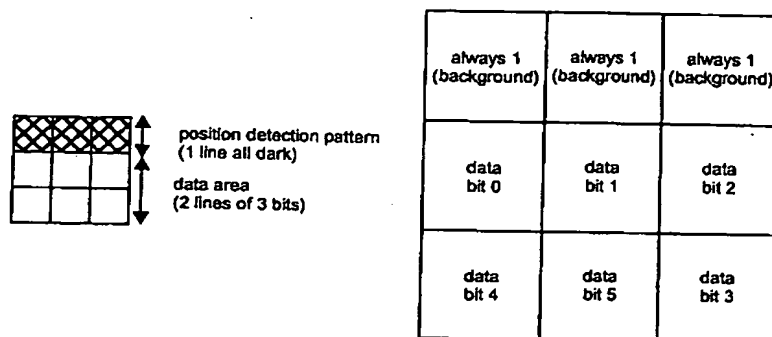 position detection pattern
(1 line all dark)
data area
(2 lines of 3 bits)
always 1
(background)
always 1
(background)
always 1
(background)
data
bit 0
data
bit 1
data
bit 2
data
bit 4
data
bit 5
data
bit 3